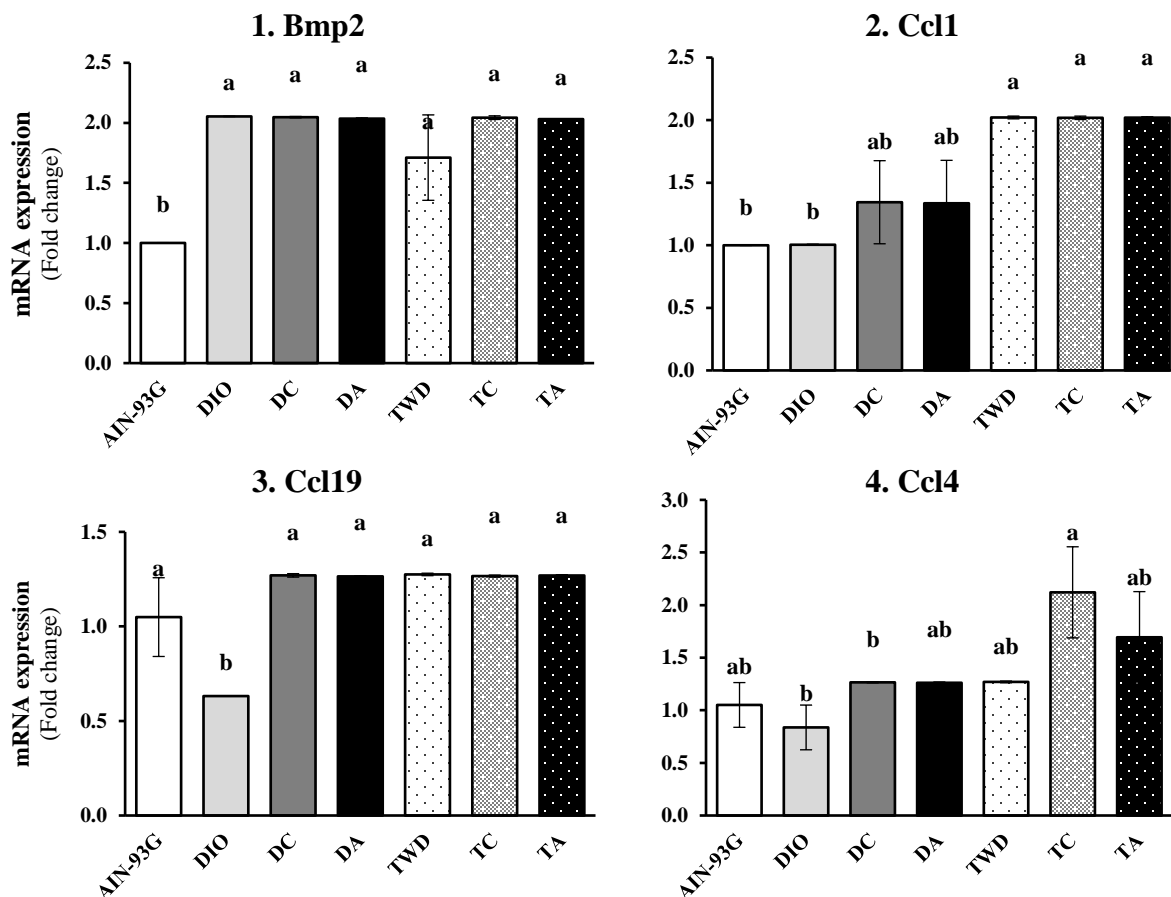 1. Bmp2
mRNA expression
(Fold change)
2.5
2.0
1.5
1.0
0.5
0.0
b
a
a
a
a
a
a
AIN-93G
DIO
DC
DA
TWD
TC
TA
2. Ccl1
2.5
2.0
1.5
1.0
0.5
0.0
b
b
ab
ab
a
a
a
AIN-93G
DIO
DC
DA
TWD
TC
TA
3. Ccl19
mRNA expression
(Fold change)
1.5
1.0
0.5
0.0
a
b
a
a
a
a
a
AIN-93G
DIO
DC
DA
TWD
TC
TA
4. Ccl4
3.0
2.5
2.0
1.5
1.0
0.5
0.0
ab
b
b
ab
ab
a
ab
AIN-93G
DIO
DC
DA
TWD
TC
TA